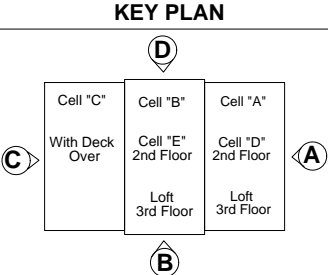 KEY PLAN
D
Cell "C"
With Deck
Over
Cell "B"
Cell "E"
2nd Floor
Loft
3rd Floor
Cell "A"
Cell "D"
2nd Floor
Loft
3rd Floor
C
A
B